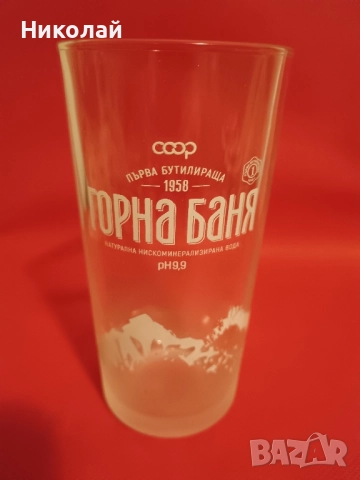 Николай
coop
ПЪРВА БУТИЛИРАЩА
1958
ГОРНА БАНЯ
НАТУРАЛНА НИСКОМИНЕРАЛИЗИРАНА ВОДА
pH9,9
BAZAR